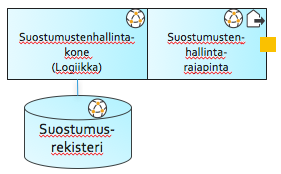 Suostumustenhallinta-
kone
(Logiikka)
Suostumusten-
hallinta-
rajapinta
Suostumus-
rekisteri